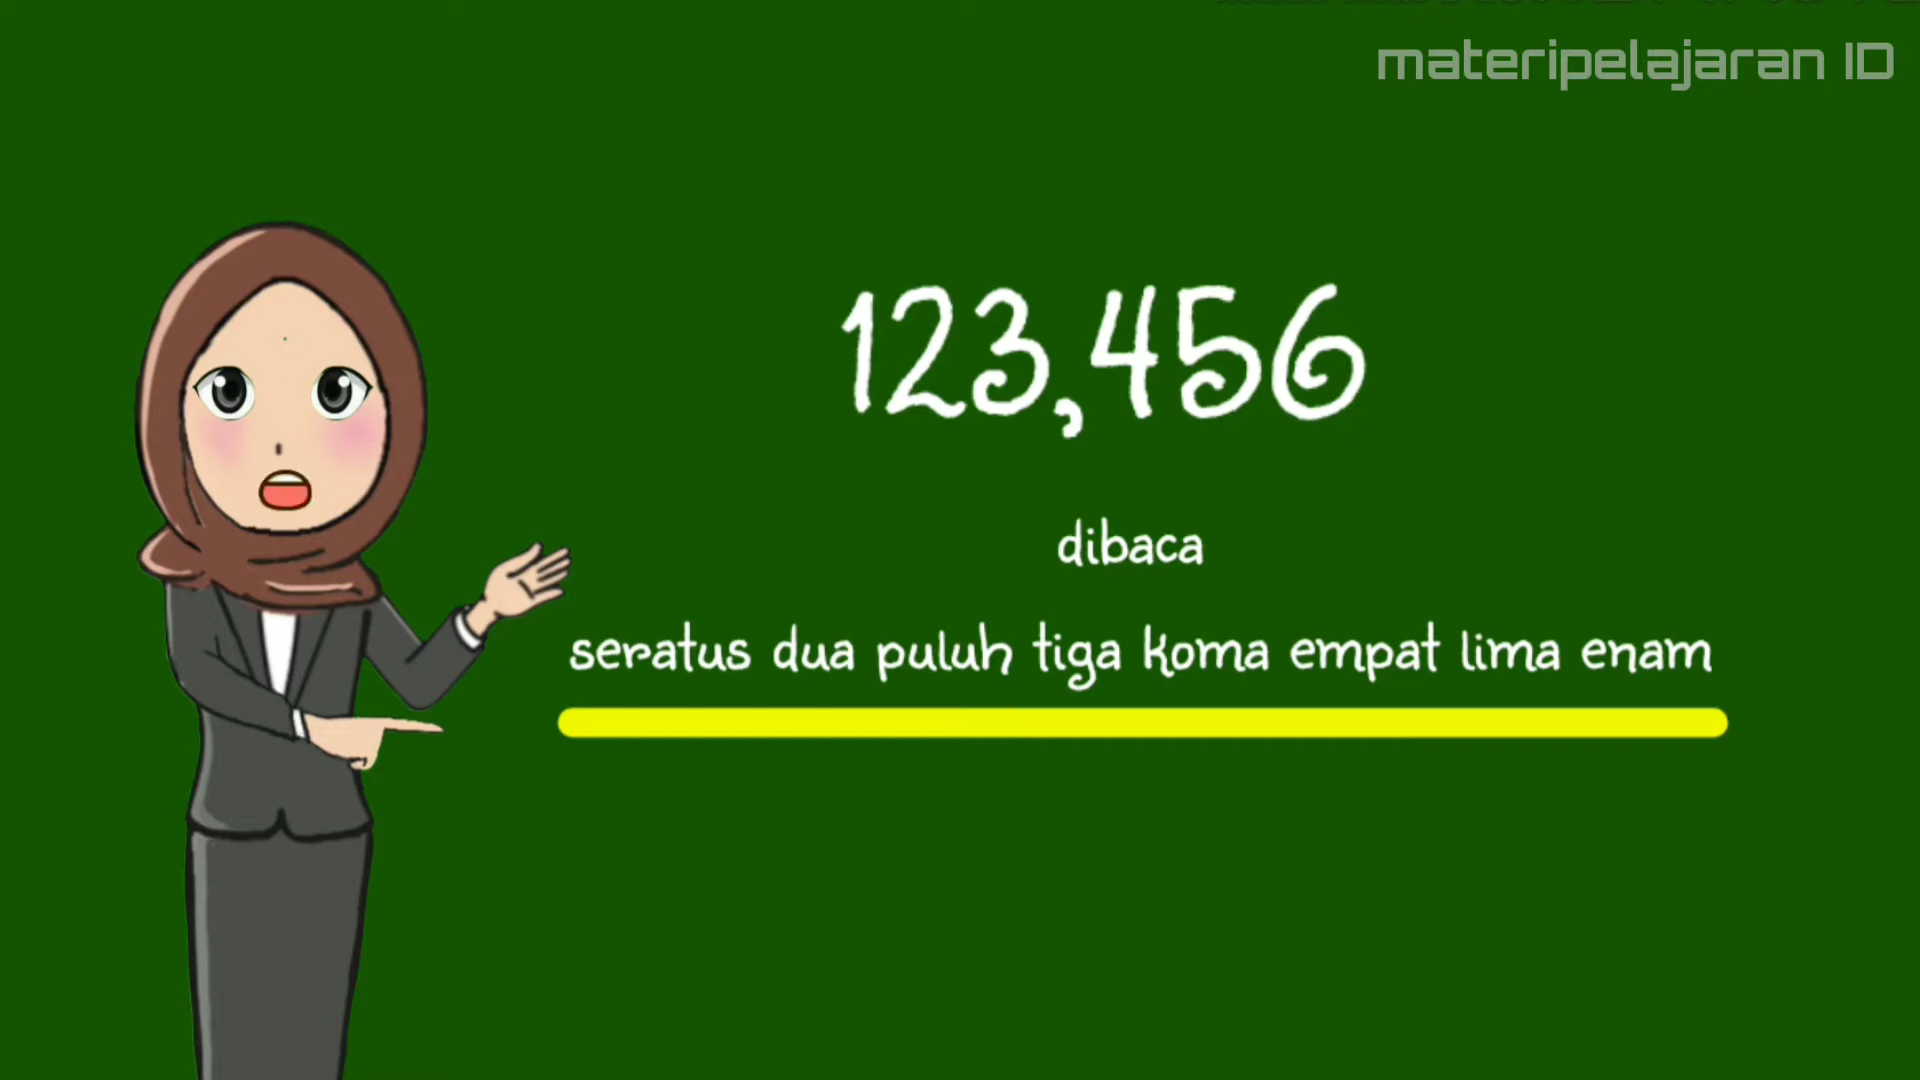 materipelajaran ID
123,456
dibaca
seratus dua puluh tiga koma empat lima enam